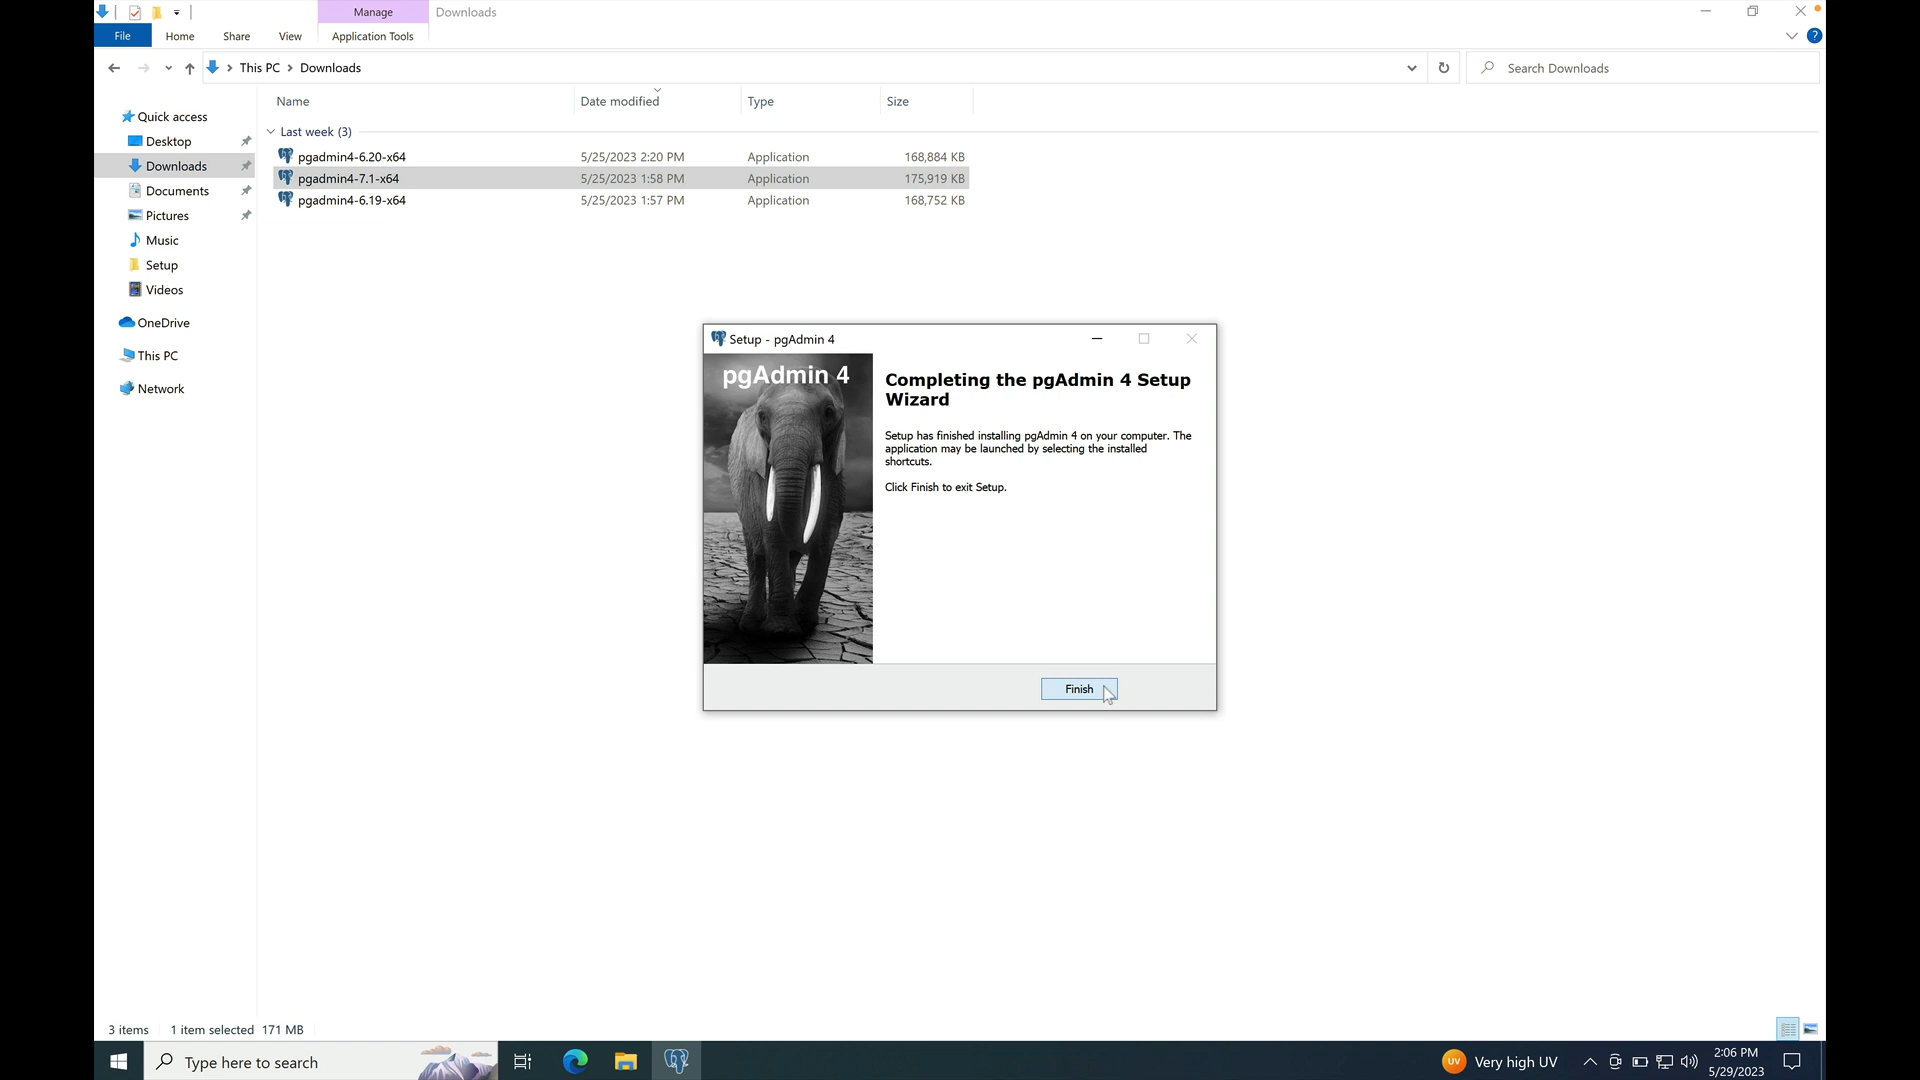 Manage
Downloads
File
Home
Share
View
Application Tools
This PC
Downloads
Search Downloads
Name
Date modified
Type
Size
Quick access
Desktop
Downloads
Documents
Pictures
Music
Setup
Videos
OneDrive
This PC
Network
Last week (3)
pgadmin4-6.20-x64 5/25/2023 2:20 PM Application 168,884 KB
pgadmin4-7.1-x64 5/25/2023 1:58 PM Application 175,919 KB
pgadmin4-6.19-x64 5/25/2023 1:57 PM Application 168,752 KB
Setup - pgAdmin 4
pgAdmin 4
Completing the pgAdmin 4 Setup
Wizard
Setup has finished installing pgAdmin 4 on your computer. The
application may be launched by selecting the installed
shortcuts.
Click Finish to exit Setup.
Finish
3 items 1 item selected 171 MB
Type here to search
UV
Very high UV
2:06 PM
5/29/2023